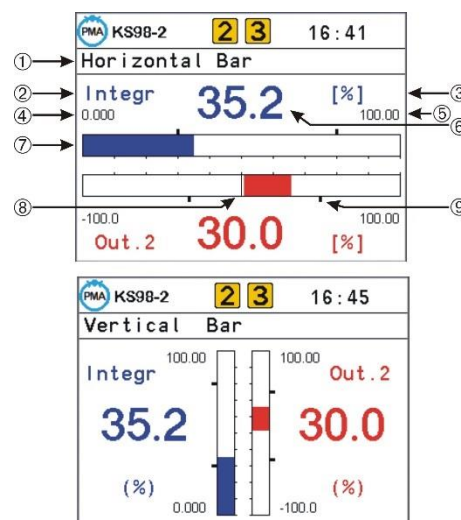 PMA KS98-2 2 3 16:41
① Horizontal Bar
② Integr 35.2 [%] ③
④ 0.000 100.00 ⑤
⑥
⑦
⑧ ⑨
-100.0 100.00
Out.2 30.0 [%]
PMA KS98-2 2 3 16:45
Vertical Bar
100.00 100.00
Integr Out.2
35.2 30.0
(%) (%)
0.000 -100.0